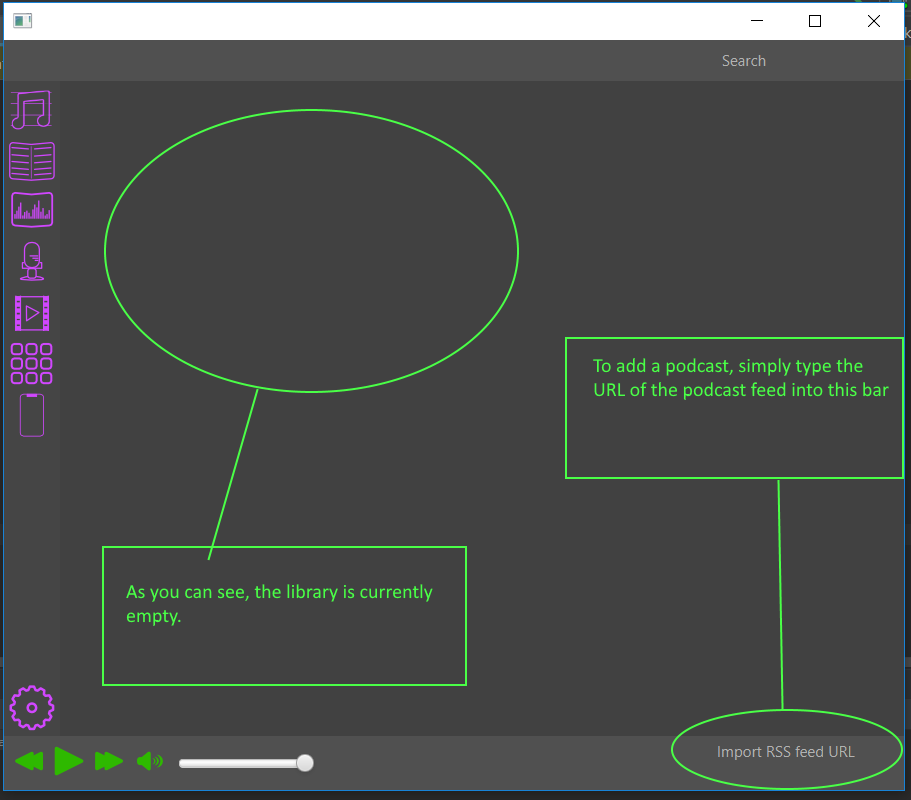 Search
To add a podcast, simply type the
URL of the podcast feed into this bar
As you can see, the library is currently
empty.
Import RSS feed URL